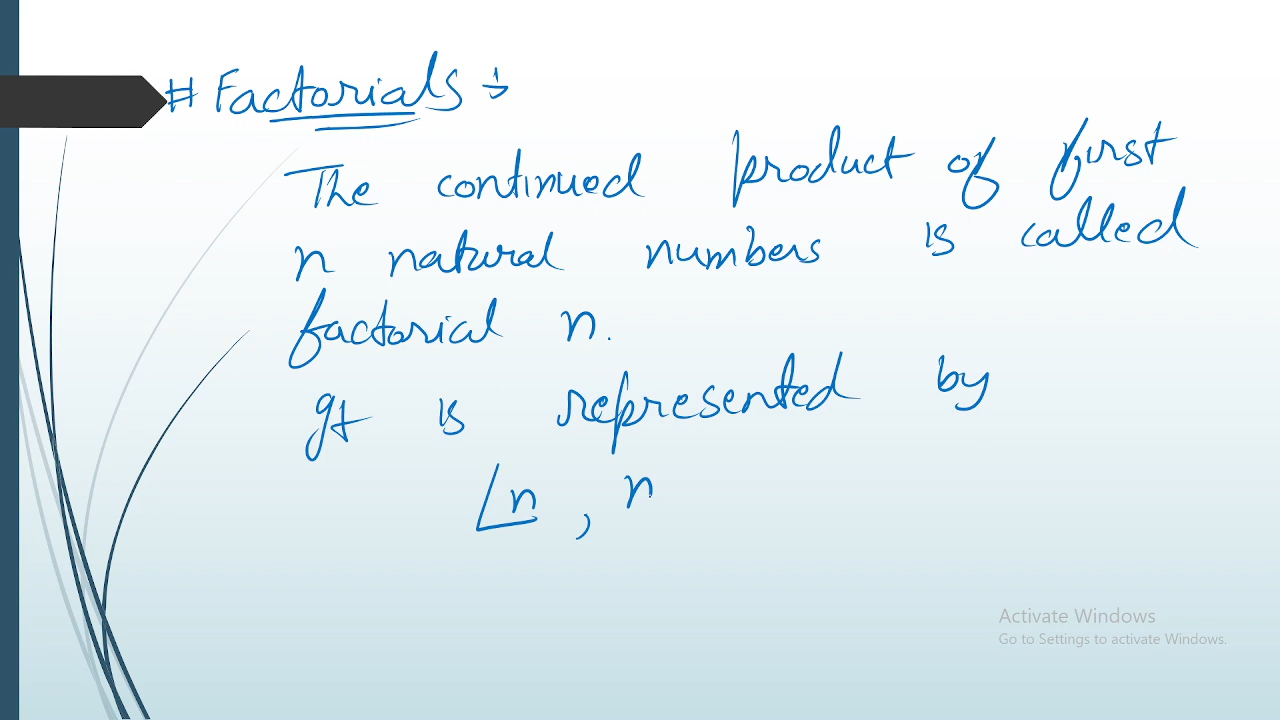 # Factorials :-
The continued product of first
n natural numbers is called
factorial n.
It is represented by
∟n , n
Activate Windows
Go to Settings to activate Windows.